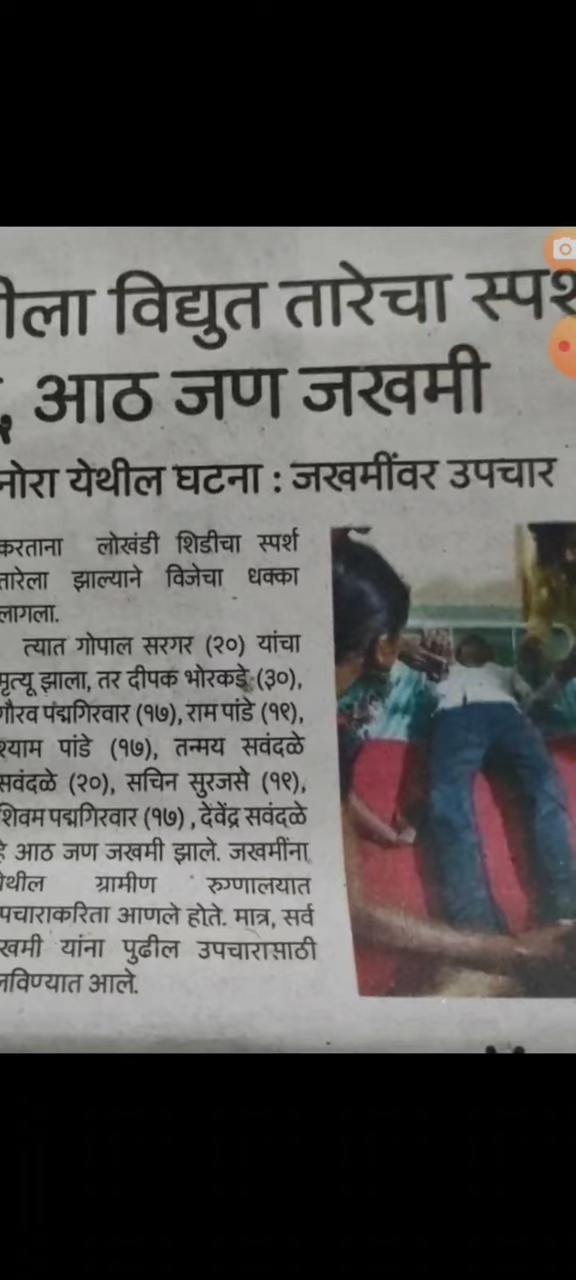 ीला विद्युत तारेचा स्पर्श
, आठ जण जखमी
नोरा येथील घटना : जखमींवर उपचार
करताना लोखंडी शिडीचा स्पर्श
तारेला झाल्याने विजेचा धक्का
लागला.
त्यात गोपाल सरगर (२०) यांचा
मृत्यू झाला, तर दीपक भोरकडे (३०),
गौरव पंद्मगिरवार (१७), राम पांडे (१९),
श्याम पांडे (१७), तन्मय सवंदळे
सवंदळे (२०), सचिन सुरजसे (१९),
शिवम पद्मगिरवार (१७) , देवेंद्र सवंदळे
हे आठ जण जखमी झाले. जखमींना
येथील ग्रामीण रुग्णालयात
पचाराकरिता आणले होते. मात्र, सर्व
खमी यांना पुढील उपचारासाठी
लविण्यात आले.